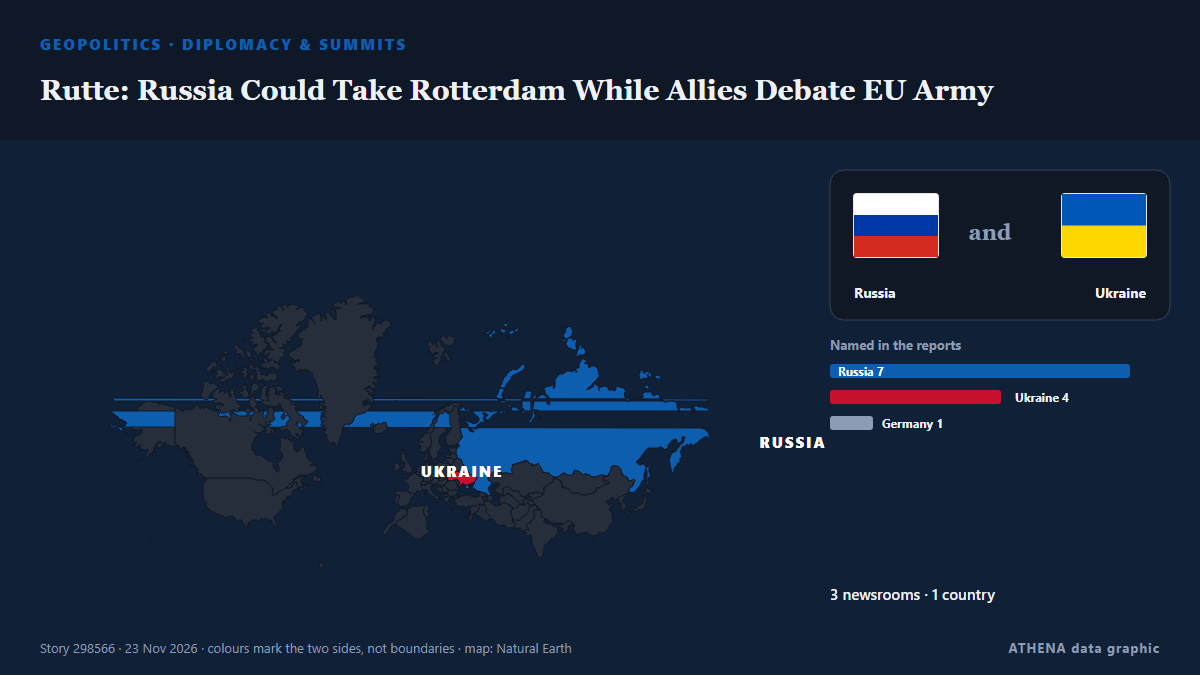 GEOPOLITICS · DIPLOMACY & SUMMITS
Rutte: Russia Could Take Rotterdam While Allies Debate EU Army
and
Russia
Ukraine
Named in the reports
Russia 7
Ukraine 4
Germany 1
RUSSIA
UKRAINE
3 newsrooms · 1 country
Story 298566 · 23 Nov 2026 · colours mark the two sides, not boundaries · map: Natural Earth
ATHENA data graphic